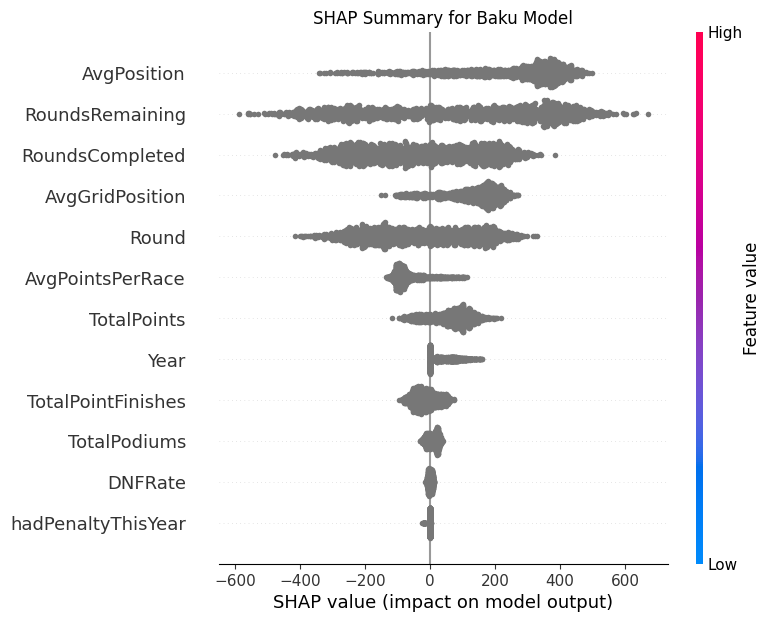 SHAP Summary for Baku Model
High
AvgPosition
RoundsRemaining
RoundsCompleted
AvgGridPosition
Round
AvgPointsPerRace
TotalPoints
Year
TotalPointFinishes
TotalPodiums
DNFRate
hadPenaltyThisYear
Feature value
Low
−600 −400 −200 0 200 400 600
SHAP value (impact on model output)